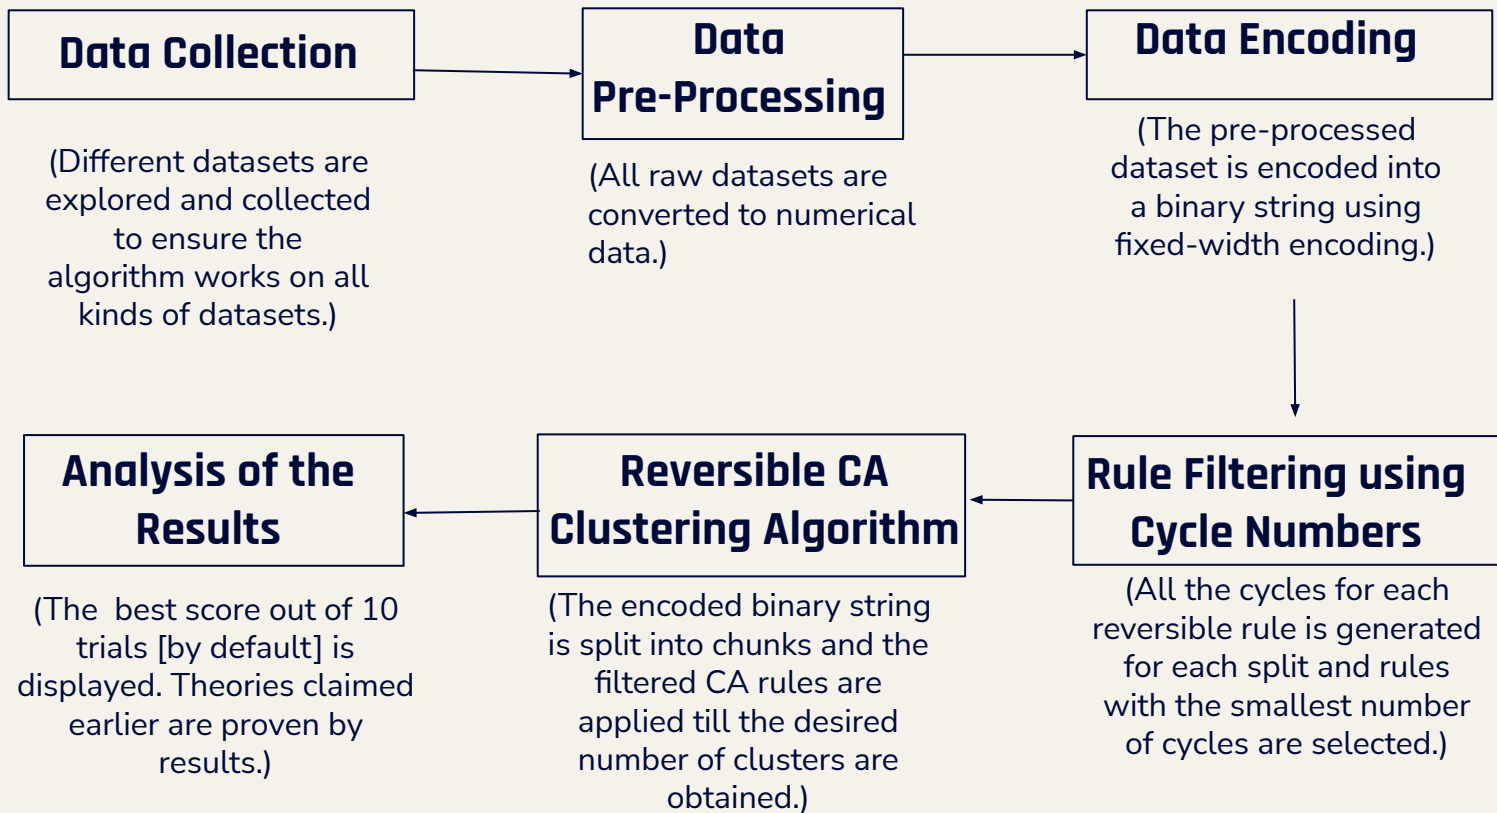 Data Collection
(Different datasets are
explored and collected
to ensure the
algorithm works on all
kinds of datasets.)
Data
Pre-Processing
(All raw datasets are
converted to numerical
data.)
Data Encoding
(The pre-processed
dataset is encoded into
a binary string using
fixed-width encoding.)
Rule Filtering using
Cycle Numbers
(All the cycles for each
reversible rule is generated
for each split and rules
with the smallest number
of cycles are selected.)
Reversible CA
Clustering Algorithm
(The encoded binary string
is split into chunks and the
filtered CA rules are
applied till the desired
number of clusters are
obtained.)
Analysis of the
Results
(The  best score out of 10
trials [by default] is
displayed. Theories claimed
earlier are proven by
results.)